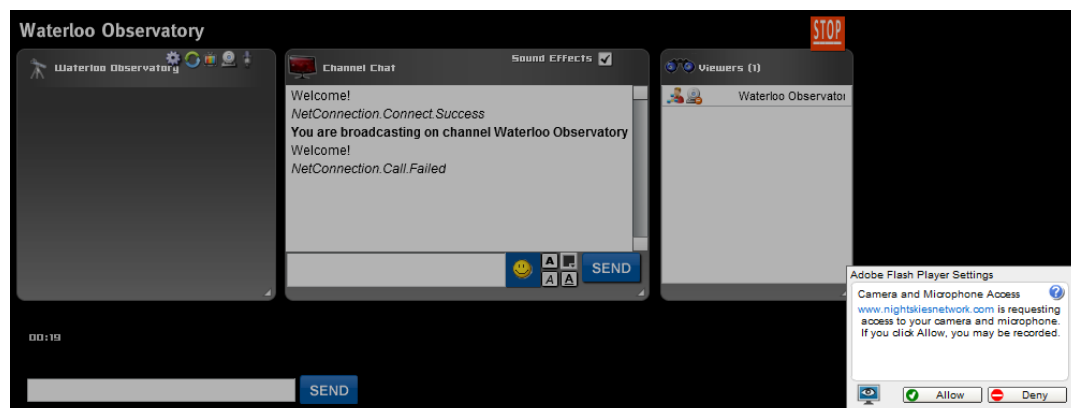 Waterloo Observatory
STOP
Waterloo Observatory
Channel Chat
Sound Effects
Viewers (1)
Welcome!
NetConnection.Connect.Success
You are broadcasting on channel Waterloo Observatory
Welcome!
NetConnection.Call.Failed
Waterloo Observator
A
A A
SEND
00:19
SEND
Adobe Flash Player Settings
Camera and Microphone Access
www.nightskiesnetwork.com is requesting
access to your camera and microphone.
If you click Allow, you may be recorded.
Allow
Deny